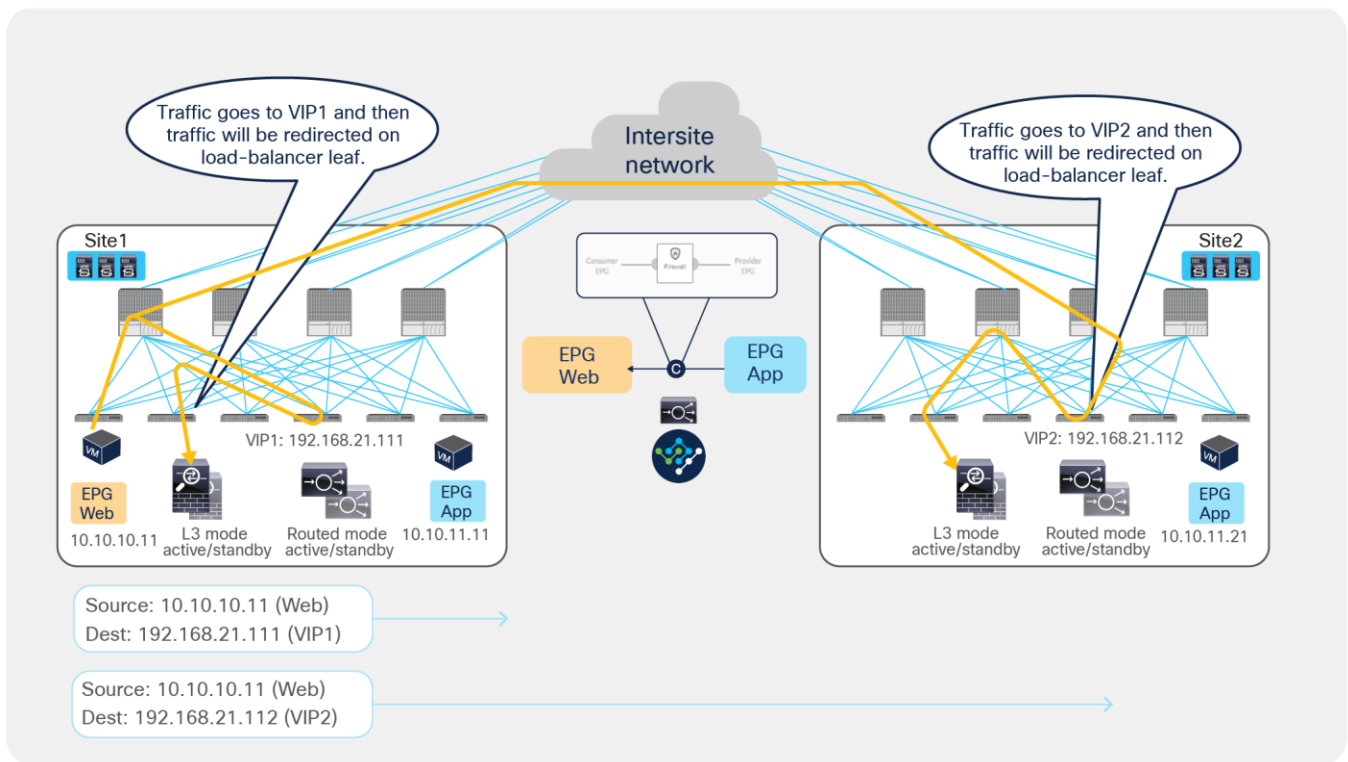 Traffic goes to VIP1 and then
traffic will be redirected on
load-balancer leaf.
Intersite
network
Traffic goes to VIP2 and then
traffic will be redirected on
load-balancer leaf.
Site1
Site2
Consumer
EPG
Firewall
Provider
EPG
EPG
Web
C
EPG
App
VM
EPG
Web
10.10.10.11
L3 mode
active/standby
VIP1: 192.168.21.111
Routed mode
active/standby
VM
EPG
App
10.10.11.11
L3 mode
active/standby
VIP2: 192.168.21.112
Routed mode
active/standby
VM
EPG
App
10.10.11.21
Source: 10.10.10.11 (Web)
Dest: 192.168.21.111 (VIP1)
Source: 10.10.10.11 (Web)
Dest: 192.168.21.112 (VIP2)